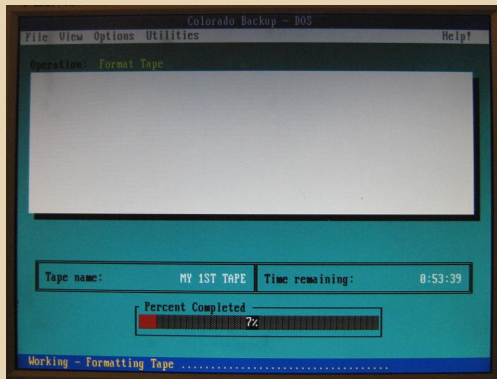 Colorado Backup - DOS
File View Options Utilities Help!
Operation: Format Tape
Tape name: MY 1ST TAPE Time remaining: 0:53:39
Percent Completed
7%
Working - Formatting Tape ..................................